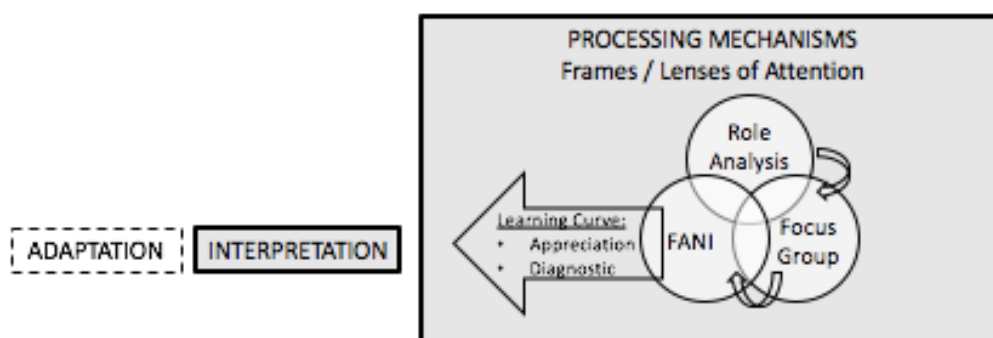 PROCESSING MECHANISMS
Frames / Lenses of Attention
Role
Analysis
Learning Curve:
• Appreciation
• Diagnostic
FANI
Focus
Group
ADAPTATION
INTERPRETATION